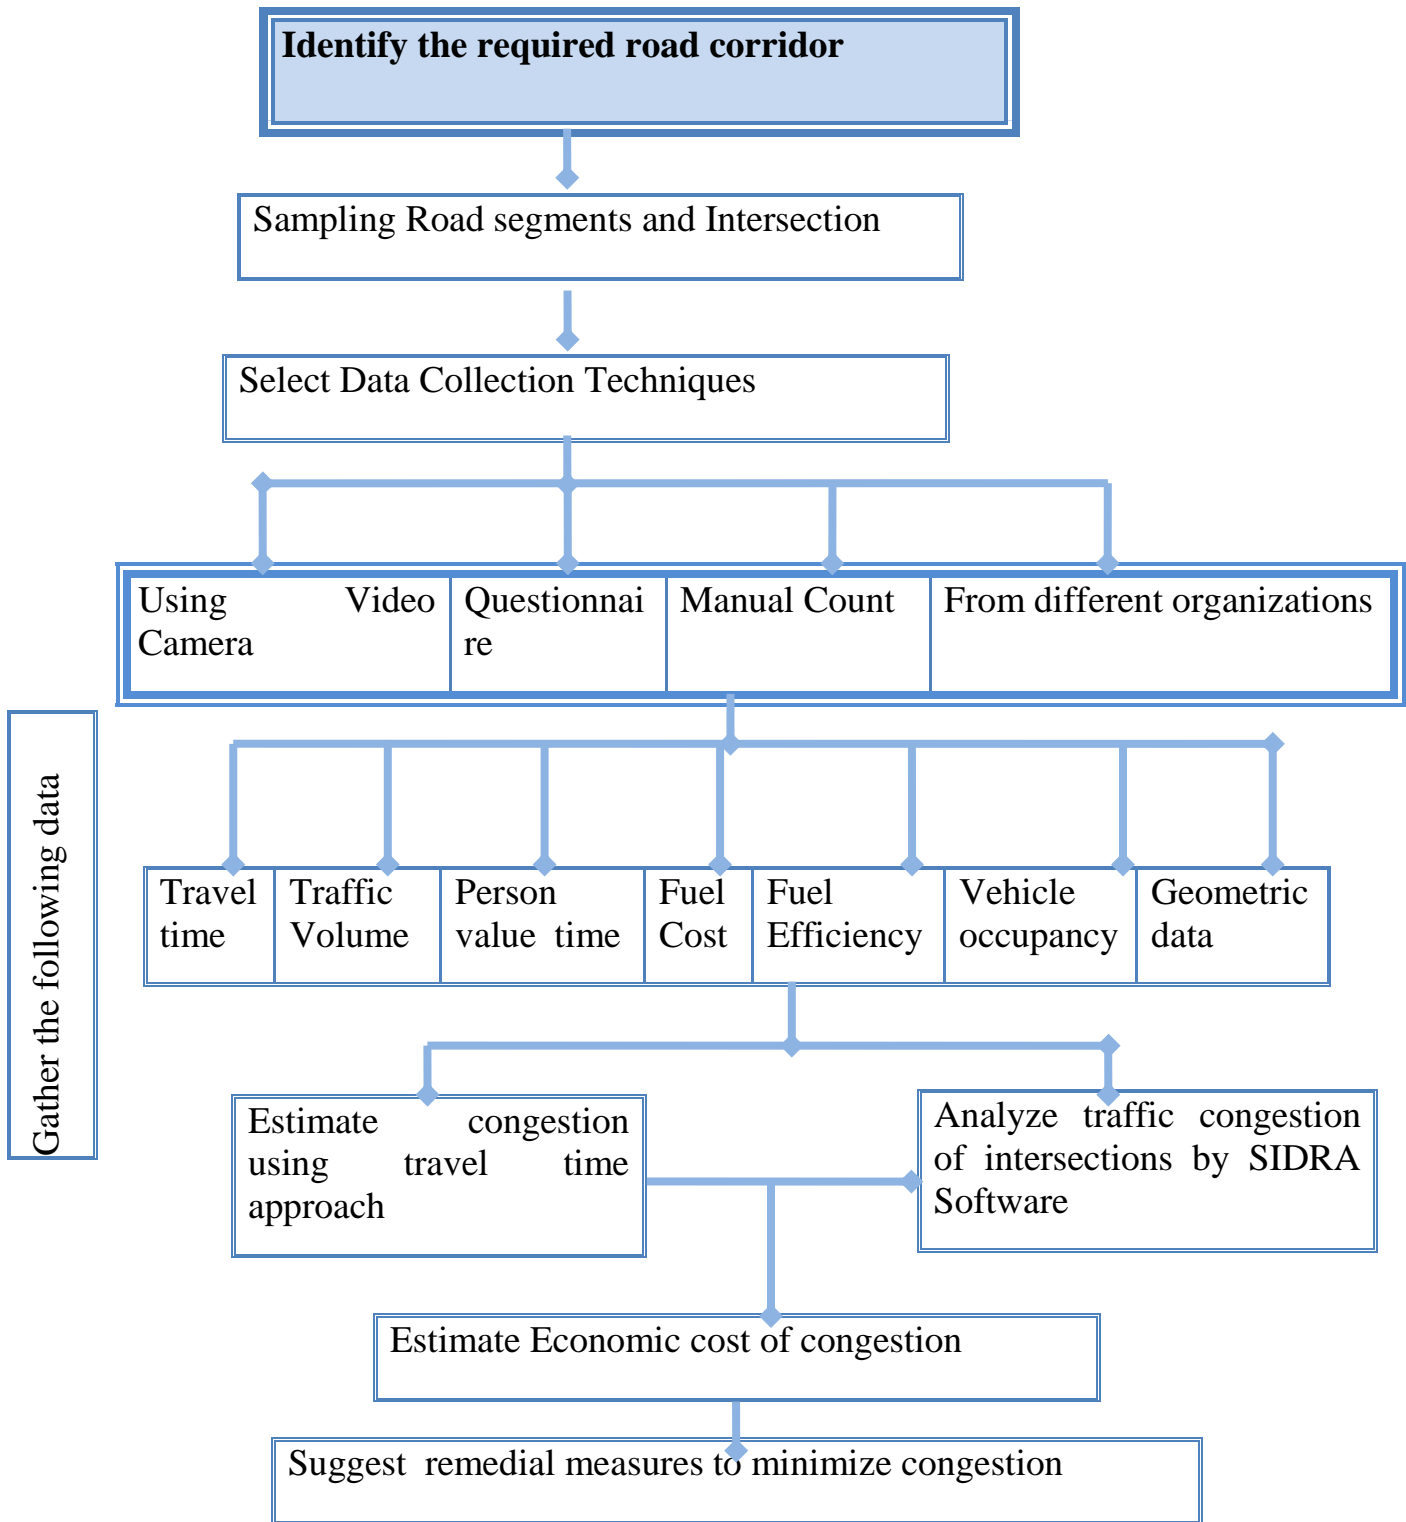 Identify the required road corridor
Sampling Road segments and Intersection
Select Data Collection Techniques
Using Video
Camera
Questionnai
re
Manual Count
From different organizations
Gather the following data
Travel
time
Traffic
Volume
Person
value time
Fuel
Cost
Fuel
Efficiency
Vehicle
occupancy
Geometric
data
Estimate congestion
using travel time
approach
Analyze traffic congestion
of intersections by SIDRA
Software
Estimate Economic cost of congestion
Suggest remedial measures to minimize congestion